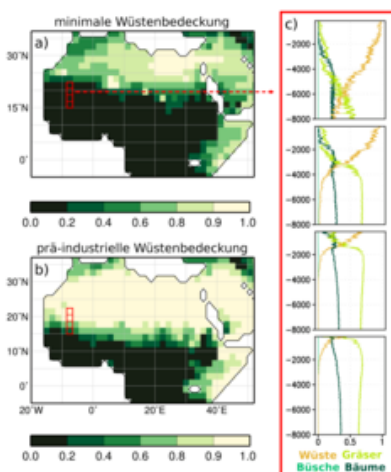 minimale Wüstenbedeckung
a)
30˚N
15˚N
0˚
0.0 0.2 0.4 0.6 0.8 0.9 1.0
prä-industrielle Wüstenbedeckung
b)
30˚N
20˚N
10˚N
0˚
20˚W 0˚ 20˚E 40˚E
0.0 0.2 0.4 0.6 0.8 0.9 1.0
c)
−2000
−4000
−6000
−8000
0
−2000
−4000
−6000
−8000
0
−2000
−4000
−6000
−8000
0
−2000
−4000
−6000
−8000
0 0.5 1
Wüste Gräser
Büsche Bäume